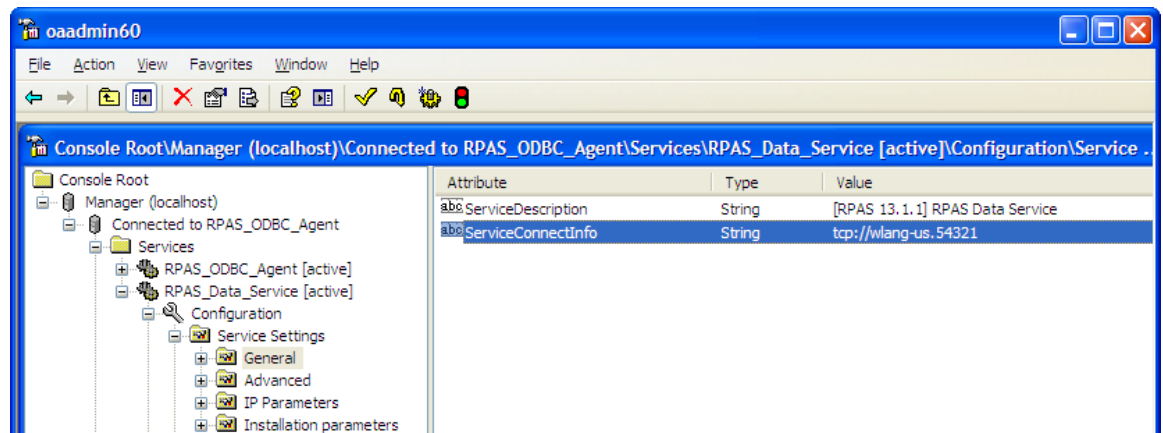 oaadmin60
File Action View Favorites Window Help
Console Root\Manager (localhost)\Connected to RPAS_ODBC_Agent\Services\RPAS_Data_Service [active]\Configuration\Service ...
Console Root
Manager (localhost)
Connected to RPAS_ODBC_Agent
Services
RPAS_ODBC_Agent [active]
RPAS_Data_Service [active]
Configuration
Service Settings
General
Advanced
IP Parameters
Installation parameters
Attribute Type Value
abc ServiceDescription String [RPAS 13.1.1] RPAS Data Service
abc ServiceConnectInfo String tcp://wlang-us.54321